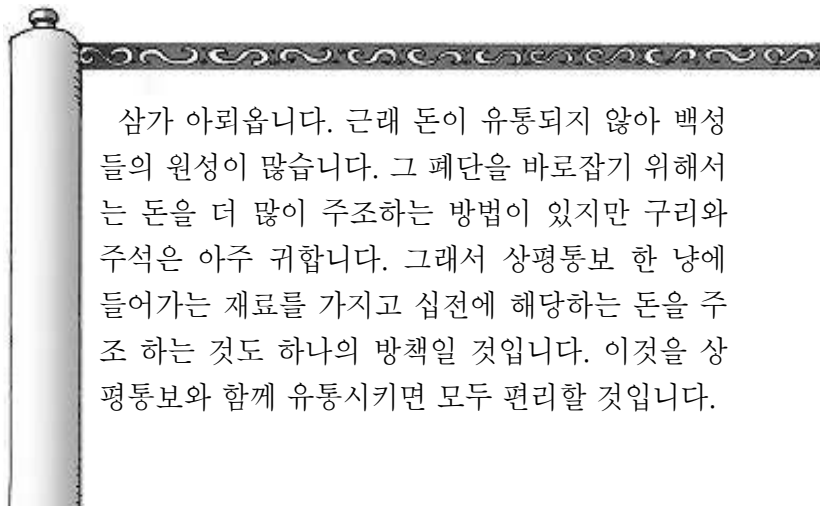 삼가 아뢰옵니다. 근래 돈이 유통되지 않아 백성
들의 원성이 많습니다. 그 폐단을 바로잡기 위해서
는 돈을 더 많이 주조하는 방법이 있지만 구리와
주석은 아주 귀합니다. 그래서 상평통보 한 냥에
들어가는 재료를 가지고 십전에 해당하는 돈을 주
조 하는 것도 하나의 방책일 것입니다. 이것을 상
평통보와 함께 유통시키면 모두 편리할 것입니다.